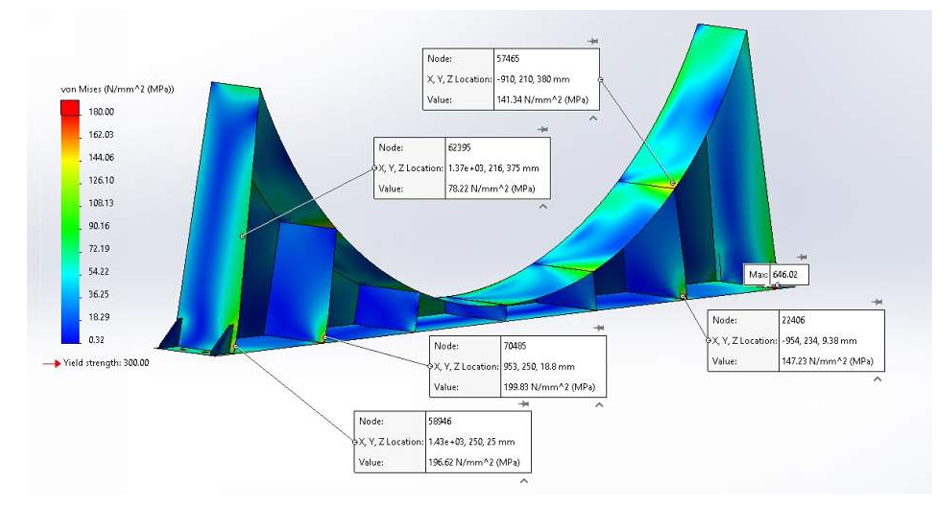 von Mises (N/mm^2 (MPa))
180.00
162.03
144.06
126.10
108.13
90.16
72.19
54.22
36.25
18.29
0.32
Yield strength: 300.00
Node: 57465
X, Y, Z Location: -910, 210, 380 mm
Value: 141.34 N/mm^2 (MPa)
Node: 62395
X, Y, Z Location: 1.37e+03, 216, 375 mm
Value: 78.22 N/mm^2 (MPa)
Max: 646.02
Node: 22406
X, Y, Z Location: -954, 234, 9.38 mm
Value: 147.23 N/mm^2 (MPa)
Node: 70485
X, Y, Z Location: 953, 250, 18.8 mm
Value: 199.83 N/mm^2 (MPa)
Node: 58946
X, Y, Z Location: 1.43e+03, 250, 25 mm
Value: 196.62 N/mm^2 (MPa)